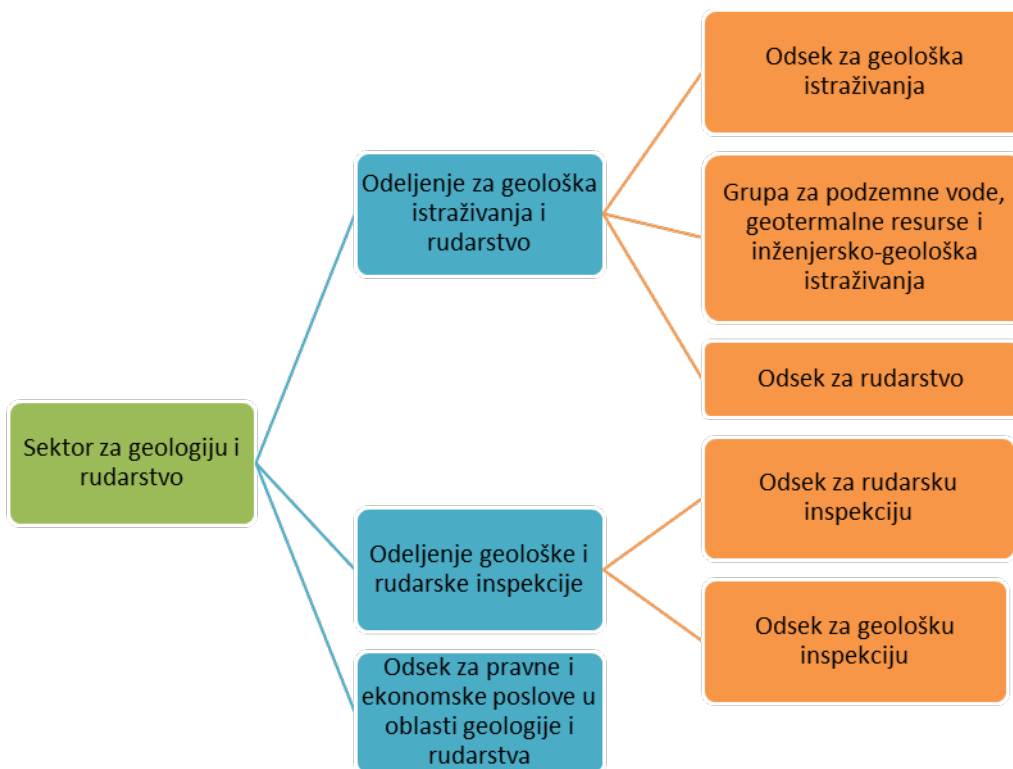 Sektor za geologiju i
rudarstvo
Odeljenje za geološka
istraživanja i
rudarstvo
Odsek za geološka
istraživanja
Grupa za podzemne vode,
geotermalne resurse i
inženjersko-geološka
istraživanja
Odsek za rudarstvo
Odeljenje geološke i
rudarske inspekcije
Odsek za rudarsku
inspekciju
Odsek za geološku
inspekciju
Odsek za pravne i
ekonomske poslove u
oblasti geologije i
rudarstva